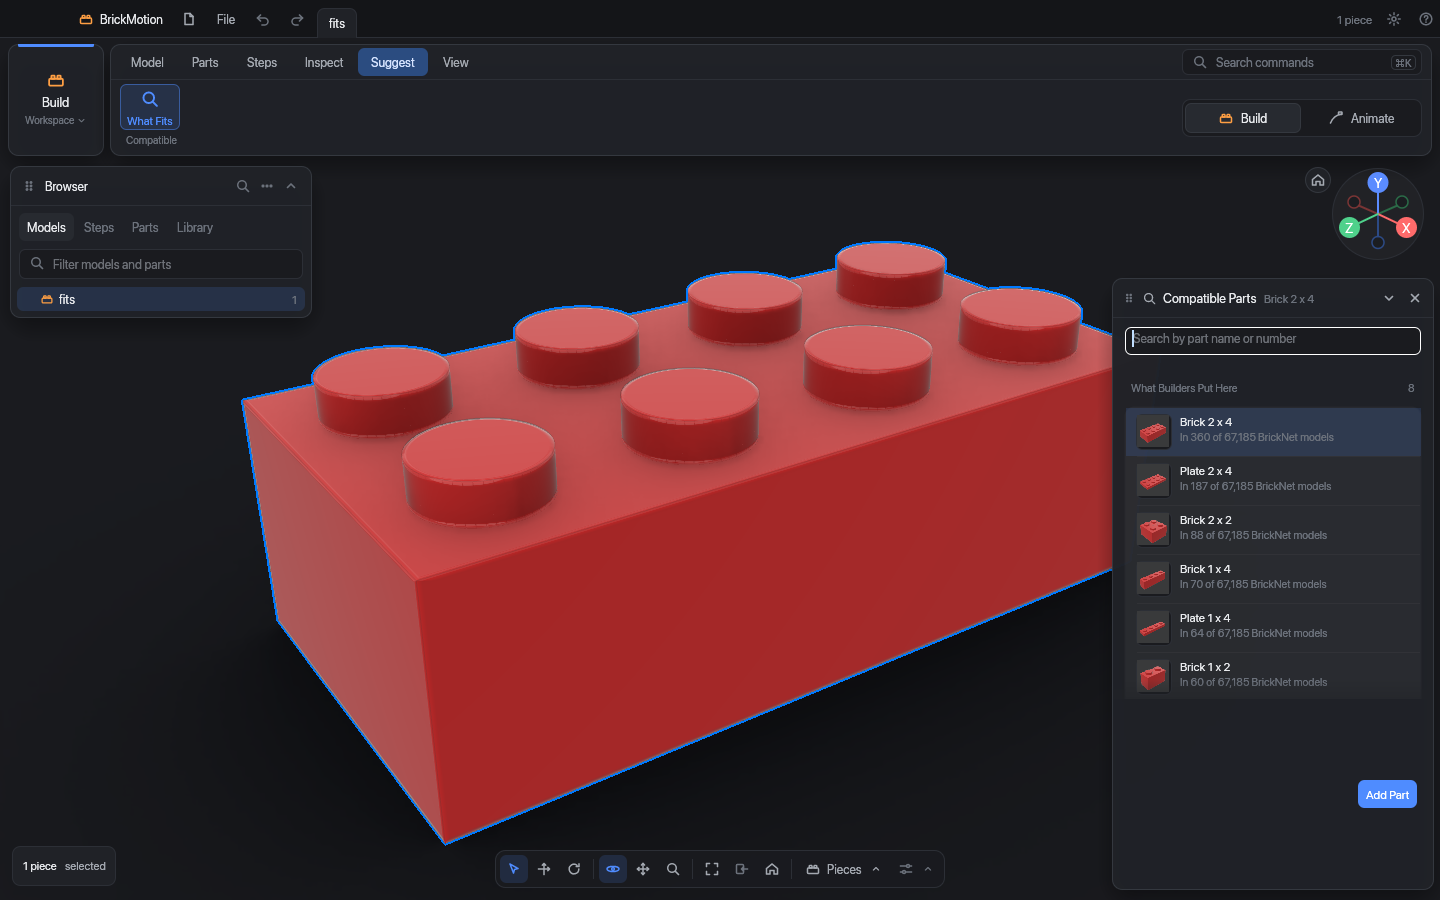 BrickMotion
File
fits
1 piece
Build
Workspace
Model
Parts
Steps
Inspect
Suggest
View
Search commands
⌘K
What Fits
Compatible
Build
Animate
Browser
Models
Steps
Parts
Library
Filter models and parts
fits
1
Y
Z
X
Compatible Parts
Brick 2 x 4
Search by part name or number
What Builders Put Here
8
Brick 2 x 4
In 360 of 67,185 BrickNet models
Plate 2 x 4
In 187 of 67,185 BrickNet models
Brick 2 x 2
In 88 of 67,185 BrickNet models
Brick 1 x 4
In 70 of 67,185 BrickNet models
Plate 1 x 4
In 64 of 67,185 BrickNet models
Brick 1 x 2
In 60 of 67,185 BrickNet models
Add Part
1 piece selected
Pieces